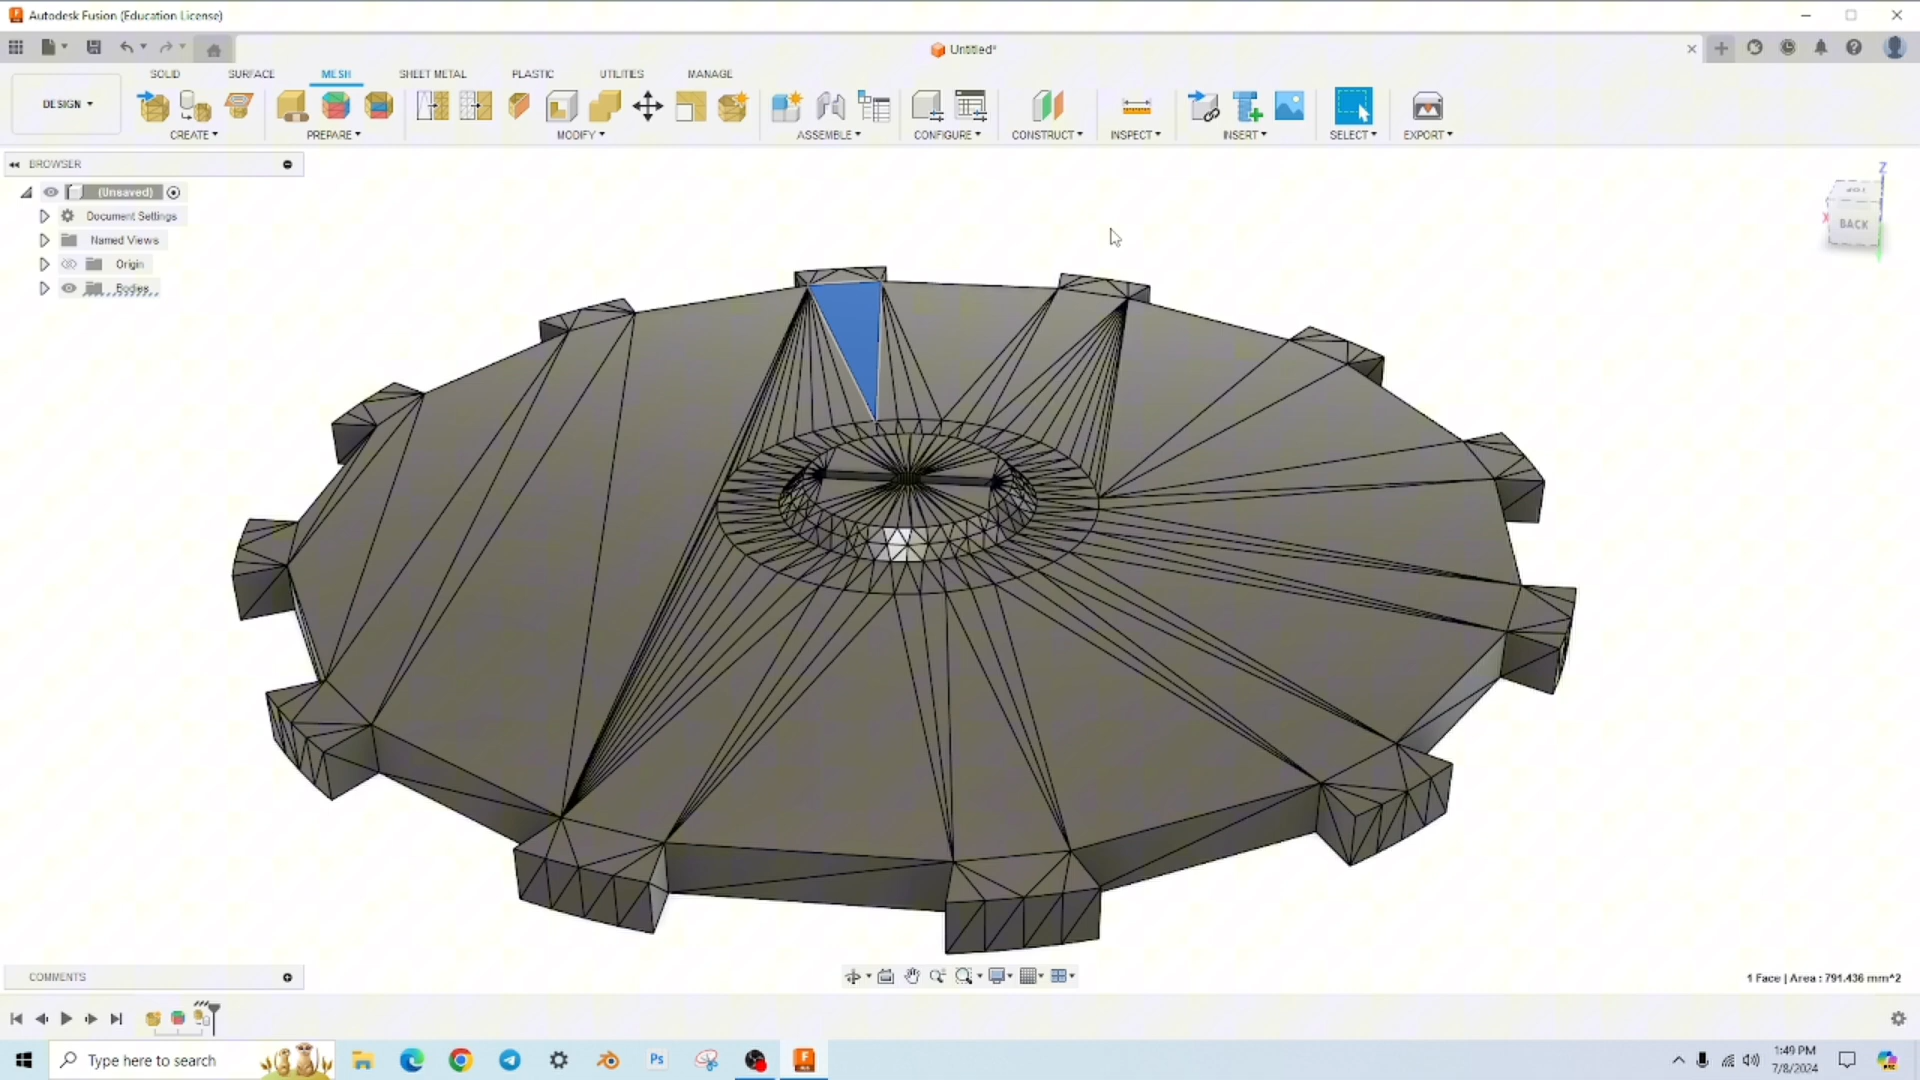 Autodesk Fusion (Education License)
Untitled*
DESIGN
SOLID
SURFACE
MESH
SHEET METAL
PLASTIC
UTILITIES
MANAGE
CREATE
PREPARE
MODIFY
ASSEMBLE
CONFIGURE
CONSTRUCT
INSPECT
INSERT
SELECT
EXPORT
BROWSER
(Unsaved)
Document Settings
Named Views
Origin
Bodies
Z
TOP
X
BACK
COMMENTS
1 Face | Area : 791.436 mm^2
Type here to search
Ps
F
1:49 PM
7/8/2024